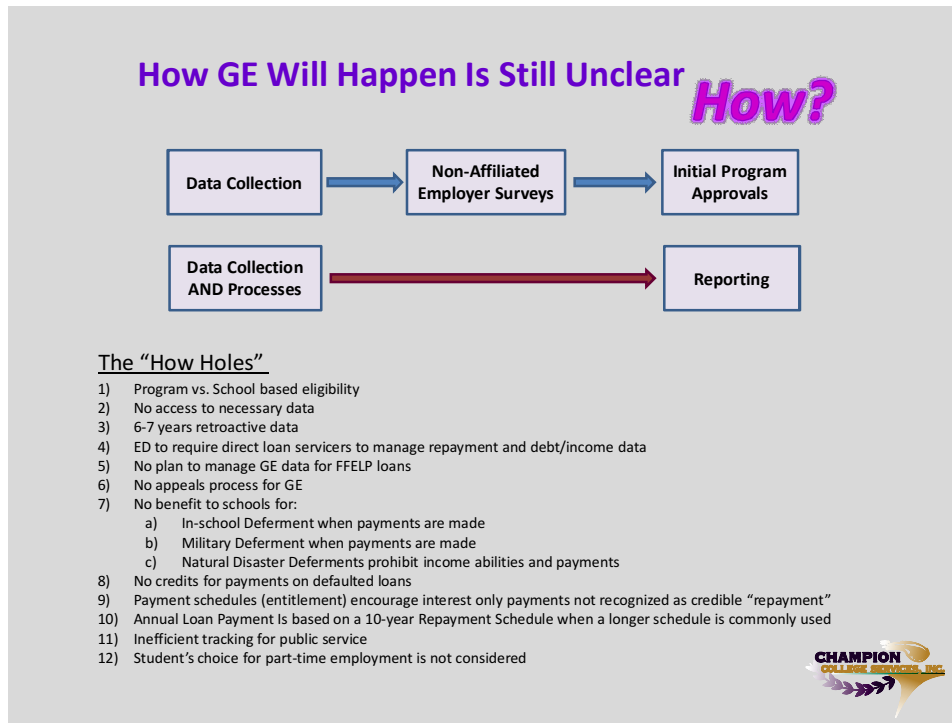 How GE Will Happen Is Still Unclear
How?
Data Collection
Non-Affiliated
Employer Surveys
Initial Program
Approvals
Data Collection
AND Processes
Reporting
The “How Holes”
1) Program vs. School based eligibility
2) No access to necessary data
3) 6-7 years retroactive data
4) ED to require direct loan servicers to manage repayment and debt/income data
5) No plan to manage GE data for FFELP loans
6) No appeals process for GE
7) No benefit to schools for:
a) In-school Deferment when payments are made
b) Military Deferment when payments are made
c) Natural Disaster Deferments prohibit income abilities and payments
8) No credits for payments on defaulted loans
9) Payment schedules (entitlement) encourage interest only payments not recognized as credible “repayment”
10) Annual Loan Payment Is based on a 10-year Repayment Schedule when a longer schedule is commonly used
11) Inefficient tracking for public service
12) Student’s choice for part-time employment is not considered
CHAMPION
COLLEGE SERVICES, INC.